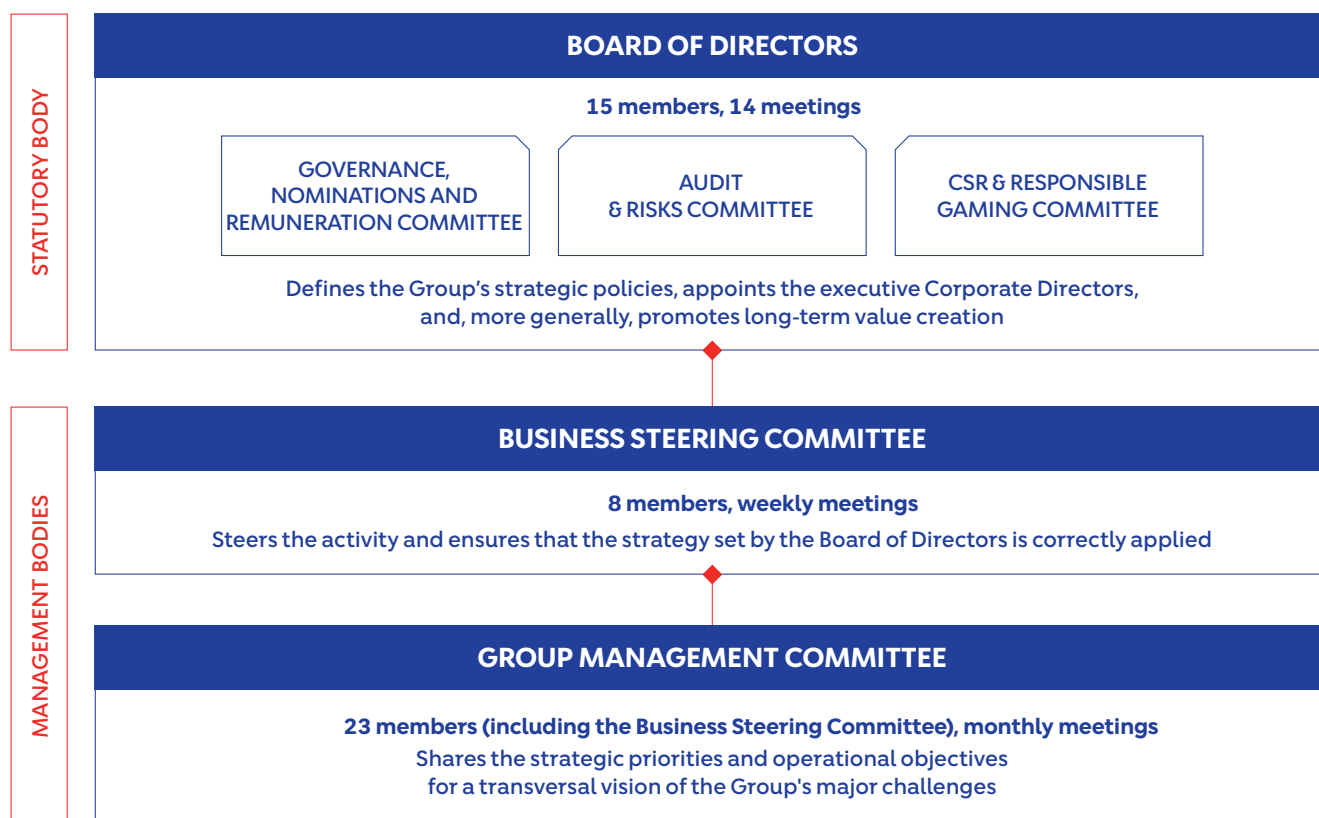 STATUTORY BODY
BOARD OF DIRECTORS
15 members, 14 meetings
GOVERNANCE,
NOMINATIONS AND
REMUNERATION COMMITTEE
AUDIT
& RISKS COMMITTEE
CSR & RESPONSIBLE
GAMING COMMITTEE
Defines the Group’s strategic policies, appoints the executive Corporate Directors,
and, more generally, promotes long-term value creation
MANAGEMENT BODIES
BUSINESS STEERING COMMITTEE
8 members, weekly meetings
Steers the activity and ensures that the strategy set by the Board of Directors is correctly applied
GROUP MANAGEMENT COMMITTEE
23 members (including the Business Steering Committee), monthly meetings
Shares the strategic priorities and operational objectives
for a transversal vision of the Group's major challenges